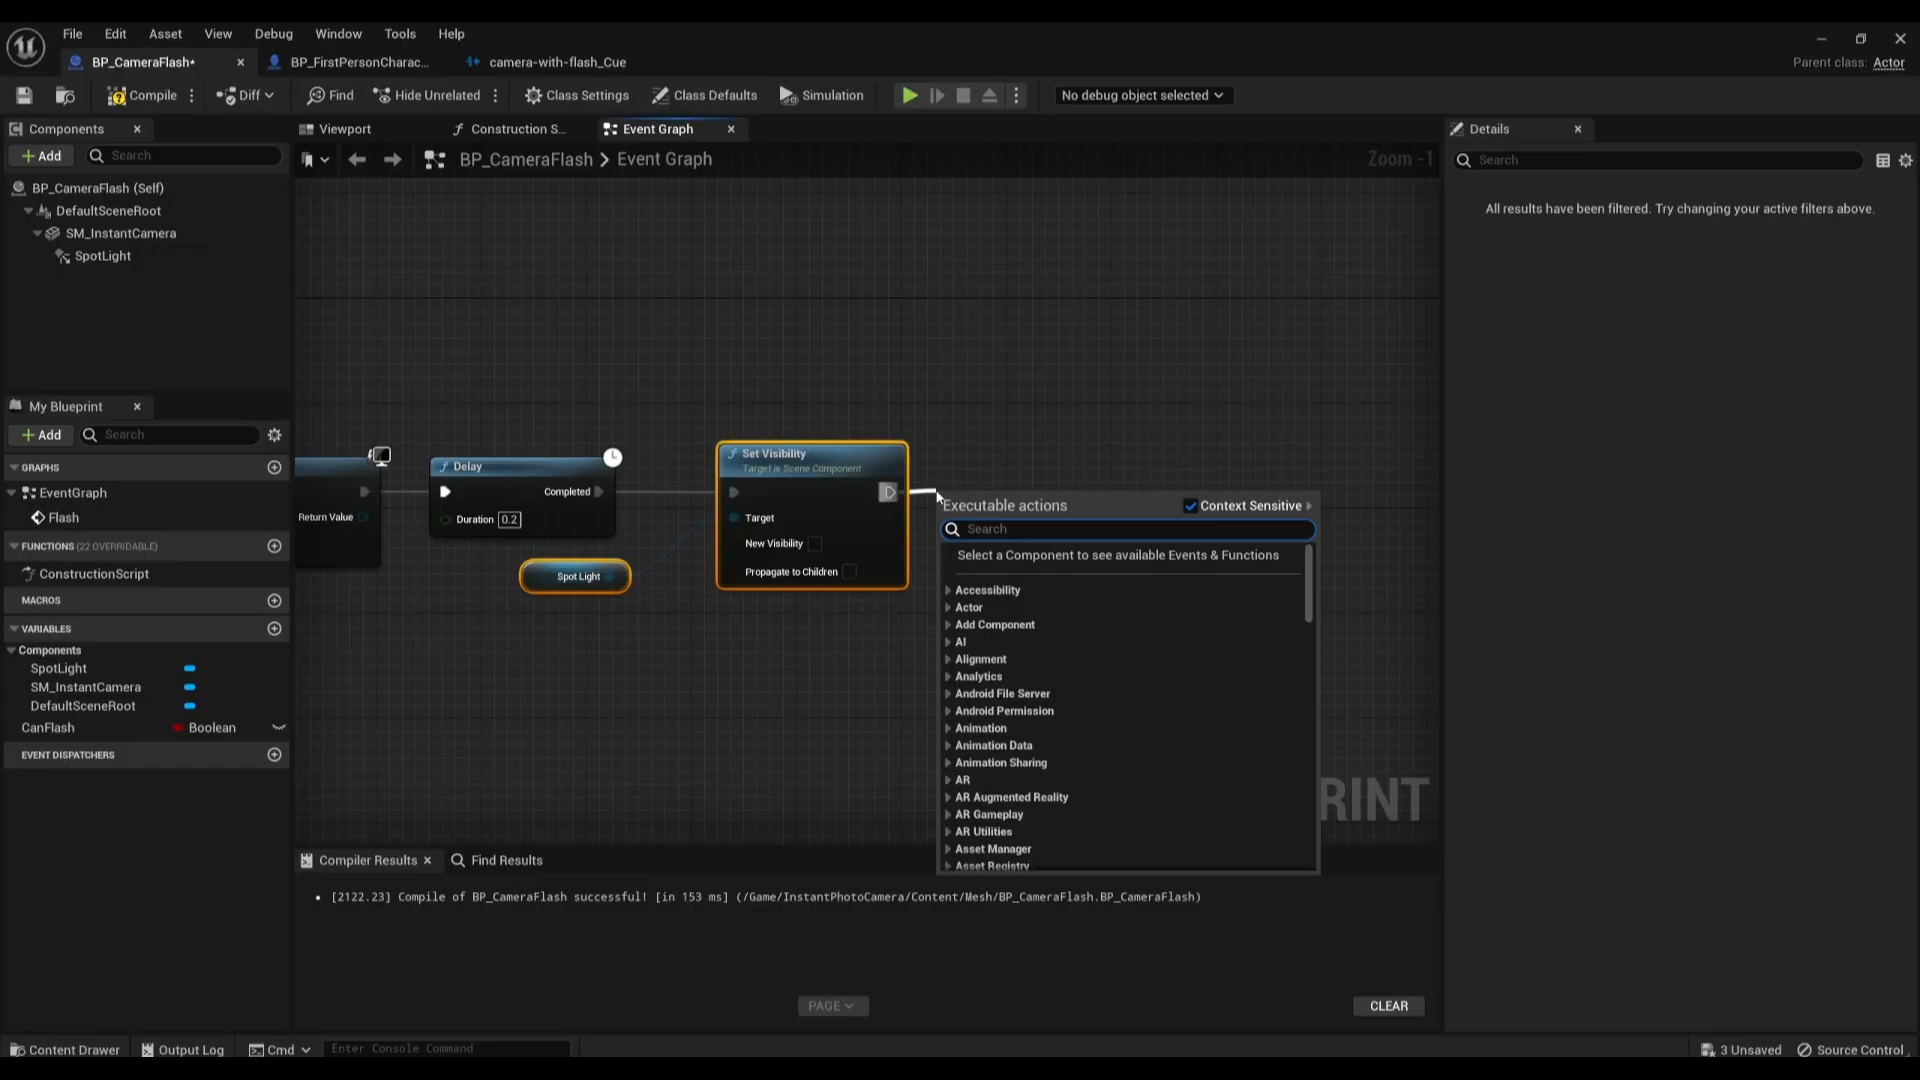 File Edit Asset View Debug Window Tools Help
BP_CameraFlash* BP_FirstPersonCharac... camera-with-flash_Cue
Parent class: Actor
Compile Diff Find Hide Unrelated Class Settings Class Defaults Simulation No debug object selected
Components Viewport Construction S... Event Graph Details
Add Search
BP_CameraFlash > Event Graph
Zoom -1
Search
BP_CameraFlash (Self)
DefaultSceneRoot
SM_InstantCamera
SpotLight
All results have been filtered. Try changing your active filters above.
My Blueprint
Add Search
GRAPHS
EventGraph
Flash
FUNCTIONS (22 OVERRIDABLE)
ConstructionScript
MACROS
VARIABLES
Components
SpotLight
SM_InstantCamera
DefaultSceneRoot
CanFlash Boolean
EVENT DISPATCHERS
Return Value
Delay
Completed
Duration 0.2
Spot Light
Set Visibility
Target is Scene Component
Target
New Visibility
Propagate to Children
Executable actions Context Sensitive
Search
Select a Component to see available Events & Functions
Accessibility
Actor
Add Component
AI
Alignment
Analytics
Android File Server
Android Permission
Animation
Animation Data
Animation Sharing
AR
AR Augmented Reality
AR Gameplay
AR Utilities
Asset Manager
Asset Registry
RINT
Compiler Results Find Results
[2122.23] Compile of BP_CameraFlash successful! [in 153 ms] (/Game/InstantPhotoCamera/Content/Mesh/BP_CameraFlash.BP_CameraFlash)
PAGE
CLEAR
Content Drawer Output Log Cmd Enter Console Command 3 Unsaved Source Control